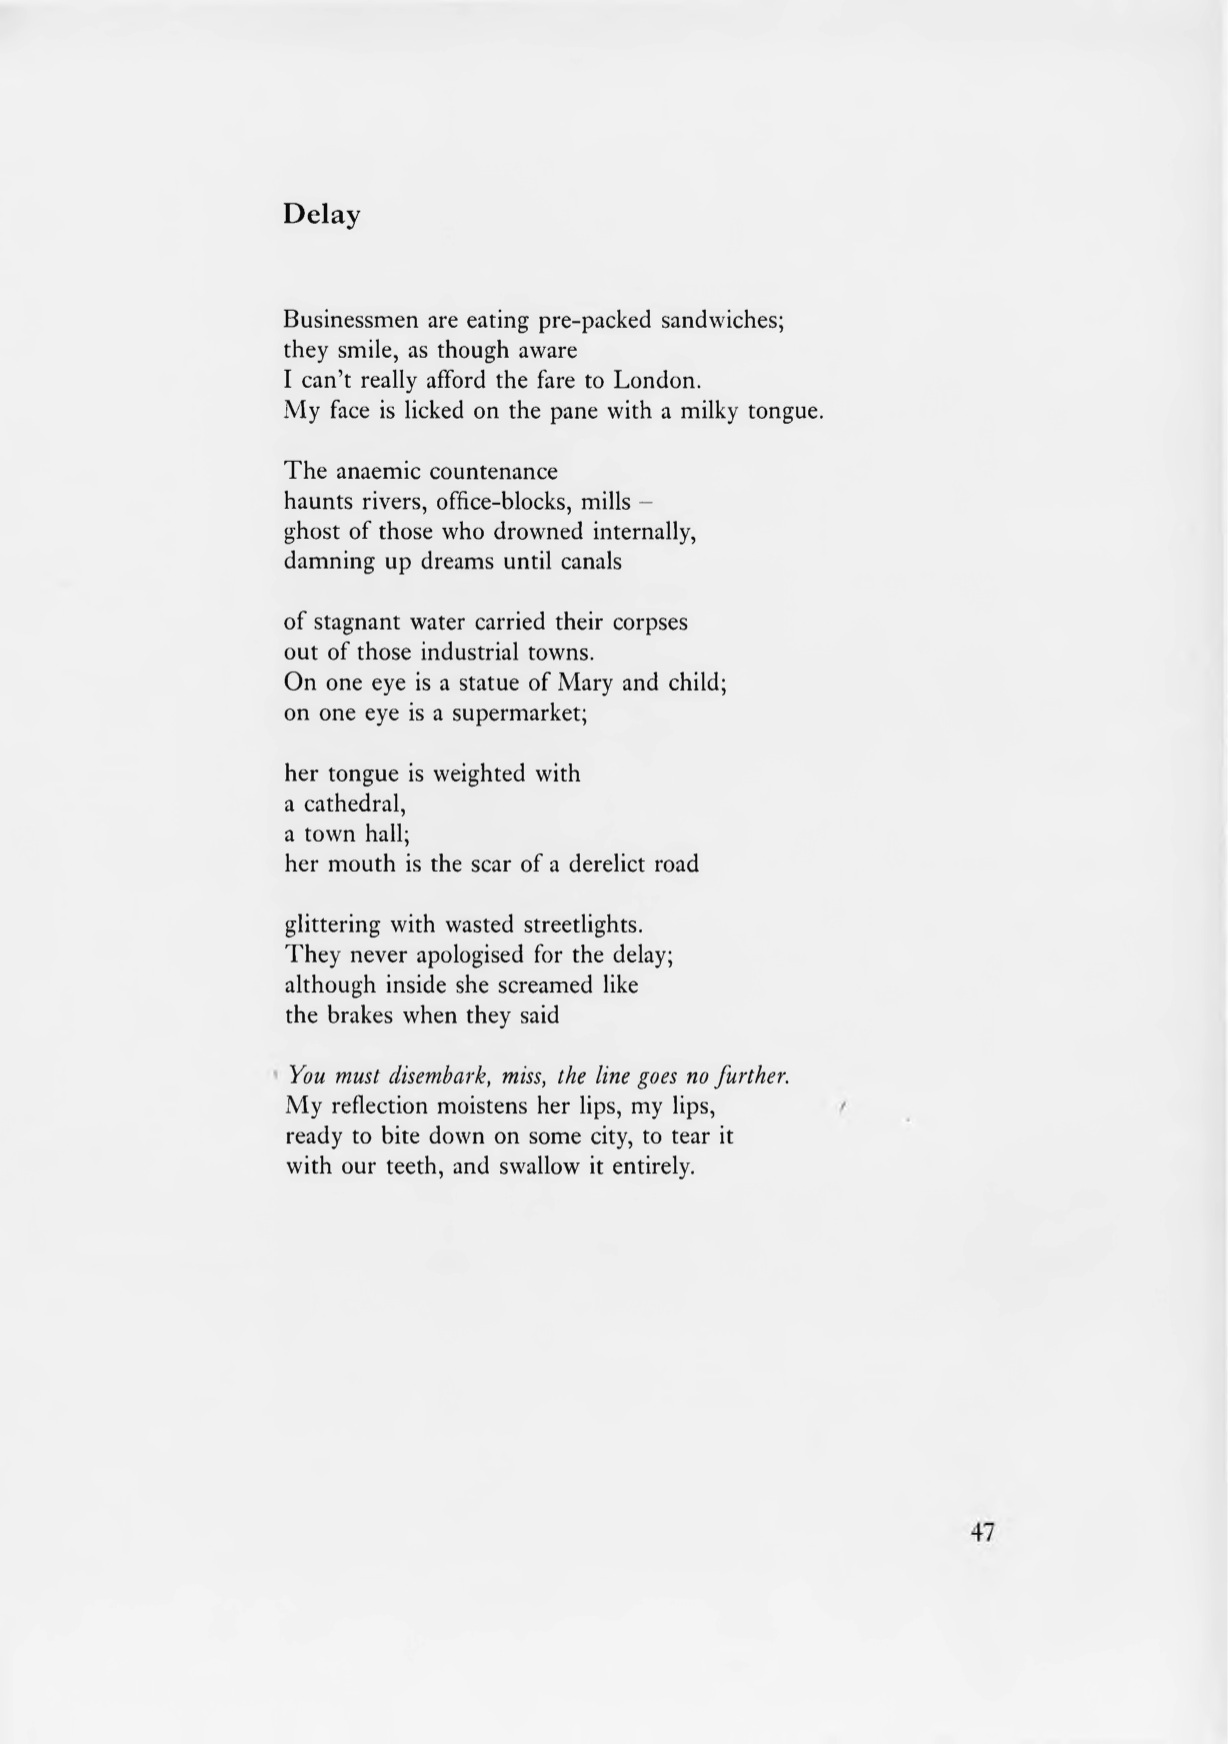 Delay
Businessmen are eating pre-packed sandwiches;
they smile, as though aware
I can't really afford the fare to London.
My face is licked on the pane with a milky tongue.
The anaemic countenance
haunts rivers, office-blocks, mills –
ghost of those who drowned internally,
damning up dreams until canals
of stagnant water carried their corpses
out of those industrial towns.
On one eye is a statue of Mary and child;
on one eye is a supermarket;
her tongue is weighted with
a cathedral,
a town hall;
her mouth is the scar of a derelict road
glittering with wasted streetlights.
They never apologised for the delay;
although inside she screamed like
the brakes when they said
You must disembark, miss, the line goes no further.
My reflection moistens her lips, my lips,
ready to bite down on some city, to tear it
with our teeth, and swallow it entirely.
47